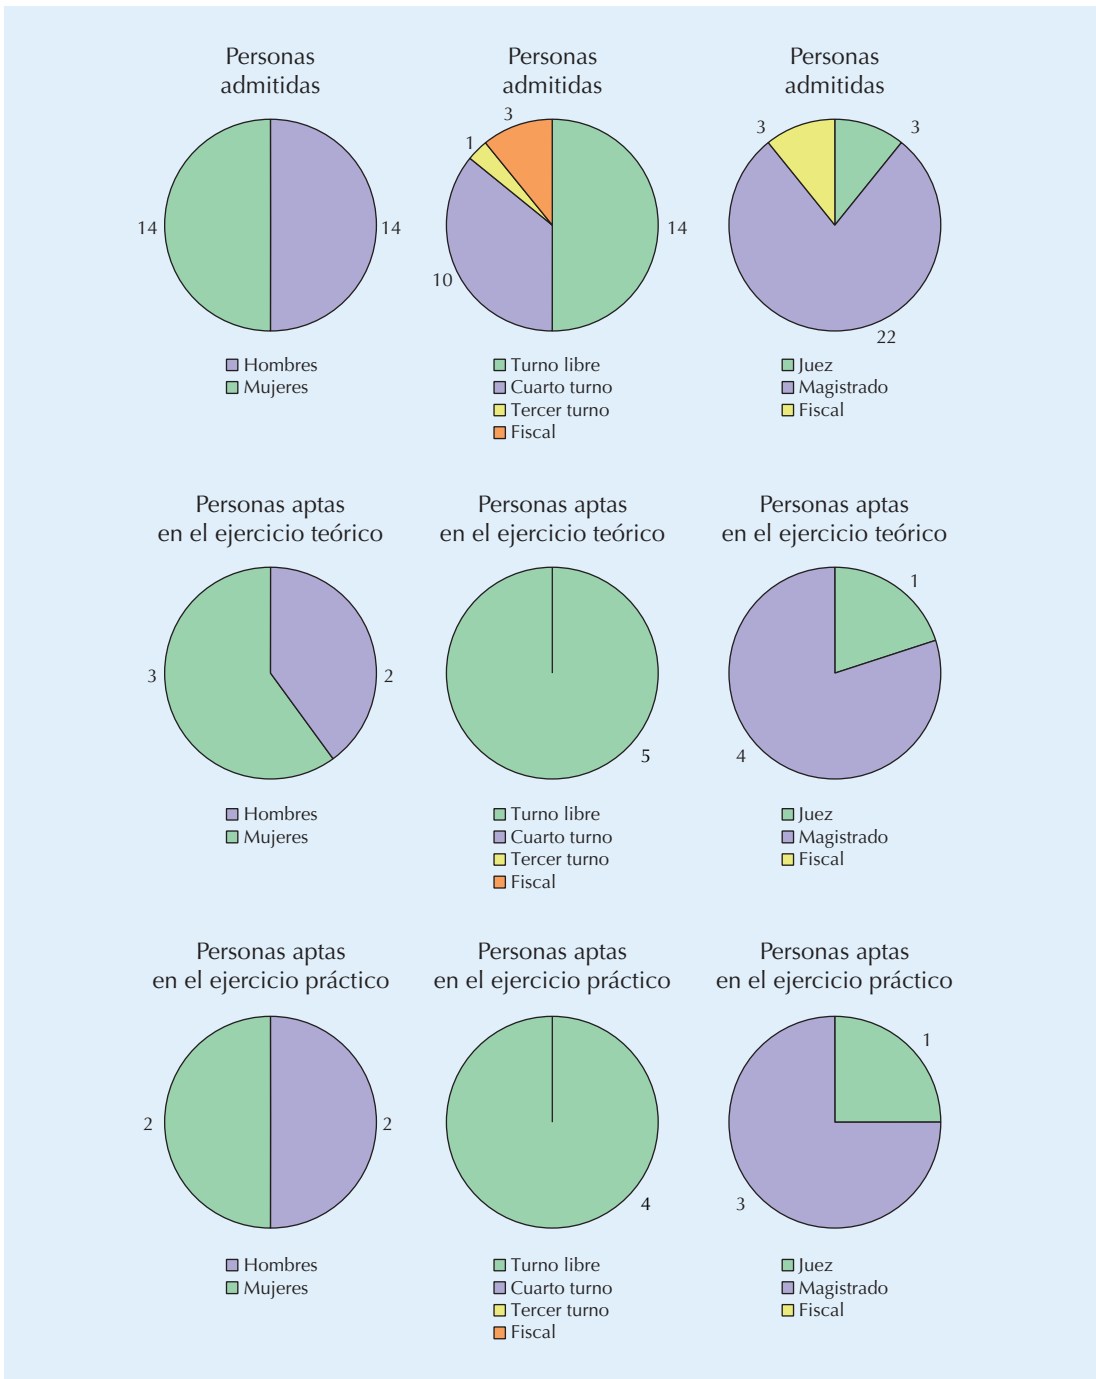 Personas
admitidas
14
14
Hombres
Mujeres
Personas
admitidas
3
1
14
10
Turno libre
Cuarto turno
Tercer turno
Fiscal
Personas
admitidas
3
3
22
Juez
Magistrado
Fiscal
Personas aptas
en el ejercicio teórico
3
2
Hombres
Mujeres
Personas aptas
en el ejercicio teórico
5
Turno libre
Cuarto turno
Tercer turno
Fiscal
Personas aptas
en el ejercicio teórico
1
4
Juez
Magistrado
Fiscal
Personas aptas
en el ejercicio práctico
2
2
Hombres
Mujeres
Personas aptas
en el ejercicio práctico
4
Turno libre
Cuarto turno
Tercer turno
Fiscal
Personas aptas
en el ejercicio práctico
1
3
Juez
Magistrado
Fiscal